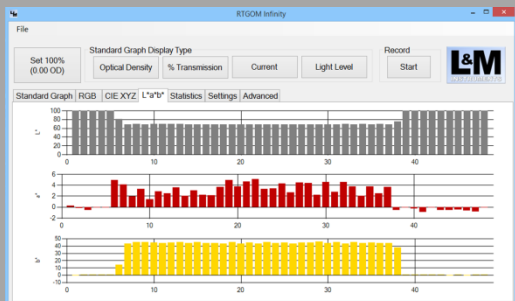 RTGOM Infinity
File
Set 100%
(0.00 OD)
Standard Graph Display Type
Optical Density
% Transmission
Current
Light Level
Record
Start
L&M
Standard Graph RGB CIE XYZ L*a*b* Statistics Settings Advanced
L*
100
80
60
40
20
0
0 10 20 30 40
a*
6
4
2
0
-2
0 10 20 30 40
b*
50
40
30
20
10
0
-10
0 10 20 30 40